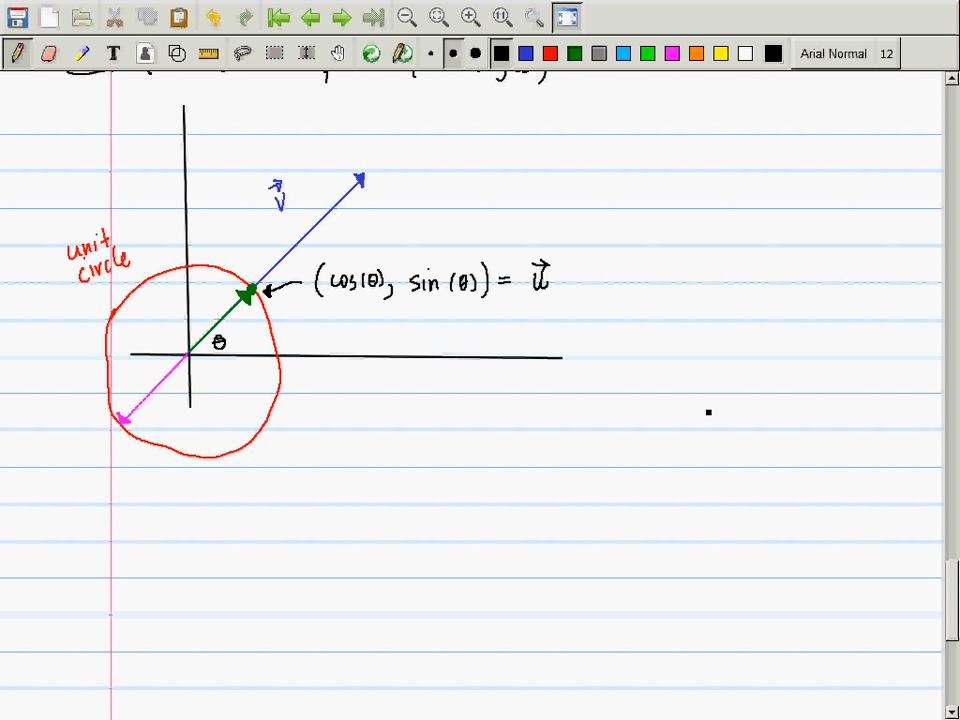 T
Arial Normal 12
v⃗
unit
circle
(cos(θ), sin(θ)) = u⃗
θ